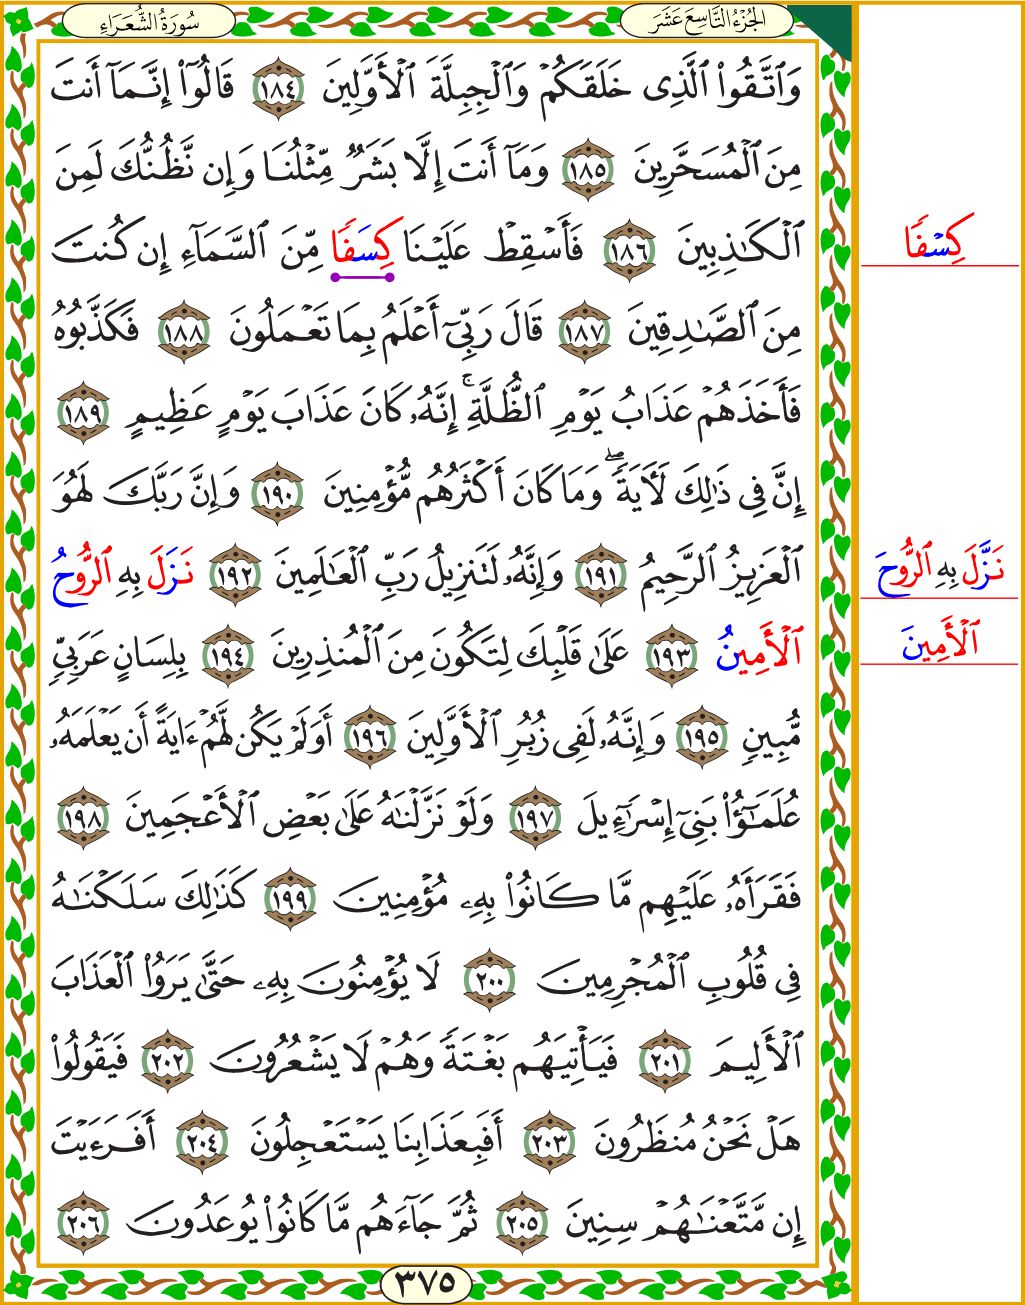 سُورَةُ الشُّعَرَاءِ
الجُزْءُ التَّاسِعَ عَشَرَ
وَٱتَّقُوا۟ ٱلَّذِى خَلَقَكُمْ وَٱلْجِبِلَّةَ ٱلْأَوَّلِينَ ١٨٤ قَالُوٓا۟ إِنَّمَآ أَنتَ
مِنَ ٱلْمُسَحَّرِينَ ١٨٥ وَمَآ أَنتَ إِلَّا بَشَرٌ مِّثْلُنَا وَإِن نَّظُنُّكَ لَمِنَ
ٱلْكَـٰذِبِينَ ١٨٦ فَأَسْقِطْ عَلَيْنَا كِسَفًا مِّنَ ٱلسَّمَآءِ إِن كُنتَ
كِسْفًا
مِنَ ٱلصَّـٰدِقِينَ ١٨٧ قَالَ رَبِّىٓ أَعْلَمُ بِمَا تَعْمَلُونَ ١٨٨ فَكَذَّبُوهُ
فَأَخَذَهُمْ عَذَابُ يَوْمِ ٱلظُّلَّةِ ۚ إِنَّهُۥ كَانَ عَذَابَ يَوْمٍ عَظِيمٍ ١٨٩
إِنَّ فِى ذَٰلِكَ لَـَٔايَةً ۖ وَمَا كَانَ أَكْثَرُهُم مُّؤْمِنِينَ ١٩٠ وَإِنَّ رَبَّكَ لَهُوَ
ٱلْعَزِيزُ ٱلرَّحِيمُ ١٩١ وَإِنَّهُۥ لَتَنزِيلُ رَبِّ ٱلْعَـٰلَمِينَ ١٩٢ نَزَلَ بِهِ ٱلرُّوحُ
نَزَّلَ بِهِ ٱلرُّوحَ
ٱلْأَمِينُ ١٩٣ عَلَىٰ قَلْبِكَ لِتَكُونَ مِنَ ٱلْمُنذِرِينَ ١٩٤ بِلِسَانٍ عَرَبِىٍّ
ٱلْأَمِينَ
مُّبِينٍ ١٩٥ وَإِنَّهُۥ لَفِى زُبُرِ ٱلْأَوَّلِينَ ١٩٦ أَوَلَمْ يَكُن لَّهُمْ ءَايَةً أَن يَعْلَمَهُۥ
عُلَمَـٰٓؤُا۟ بَنِىٓ إِسْرَٰٓءِيلَ ١٩٧ وَلَوْ نَزَّلْنَـٰهُ عَلَىٰ بَعْضِ ٱلْأَعْجَمِينَ ١٩٨
فَقَرَأَهُۥ عَلَيْهِم مَّا كَانُوا۟ بِهِۦ مُؤْمِنِينَ ١٩٩ كَذَٰلِكَ سَلَكْنَـٰهُ
فِى قُلُوبِ ٱلْمُجْرِمِينَ ٢٠٠ لَا يُؤْمِنُونَ بِهِۦ حَتَّىٰ يَرَوُا۟ ٱلْعَذَابَ
ٱلْأَلِيمَ ٢٠١ فَيَأْتِيَهُم بَغْتَةً وَهُمْ لَا يَشْعُرُونَ ٢٠٢ فَيَقُولُوا۟
هَلْ نَحْنُ مُنظَرُونَ ٢٠٣ أَفَبِعَذَابِنَا يَسْتَعْجِلُونَ ٢٠٤ أَفَرَءَيْتَ
إِن مَّتَّعْنَـٰهُمْ سِنِينَ ٢٠٥ ثُمَّ جَآءَهُم مَّا كَانُوا۟ يُوعَدُونَ ٢٠٦
٣٧٥